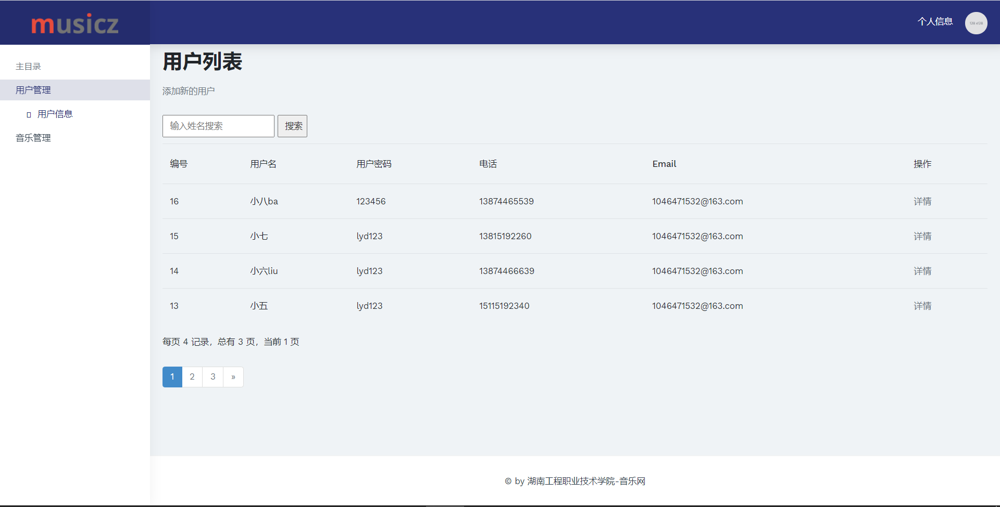 musicz
个人信息
主目录
用户管理
用户信息
音乐管理
用户列表
添加新的用户
输入姓名搜索 搜索
编号 用户名 用户密码 电话 Email 操作
16 小八ba 123456 13874465539 1046471532@163.com 详情
15 小七 lyd123 13815192260 1046471532@163.com 详情
14 小六liu lyd123 13874466639 1046471532@163.com 详情
13 小五 lyd123 15115192340 1046471532@163.com 详情
每页 4 记录，总有 3 页，当前 1 页
1 2 3 »
© by 湖南工程职业技术学院-音乐网